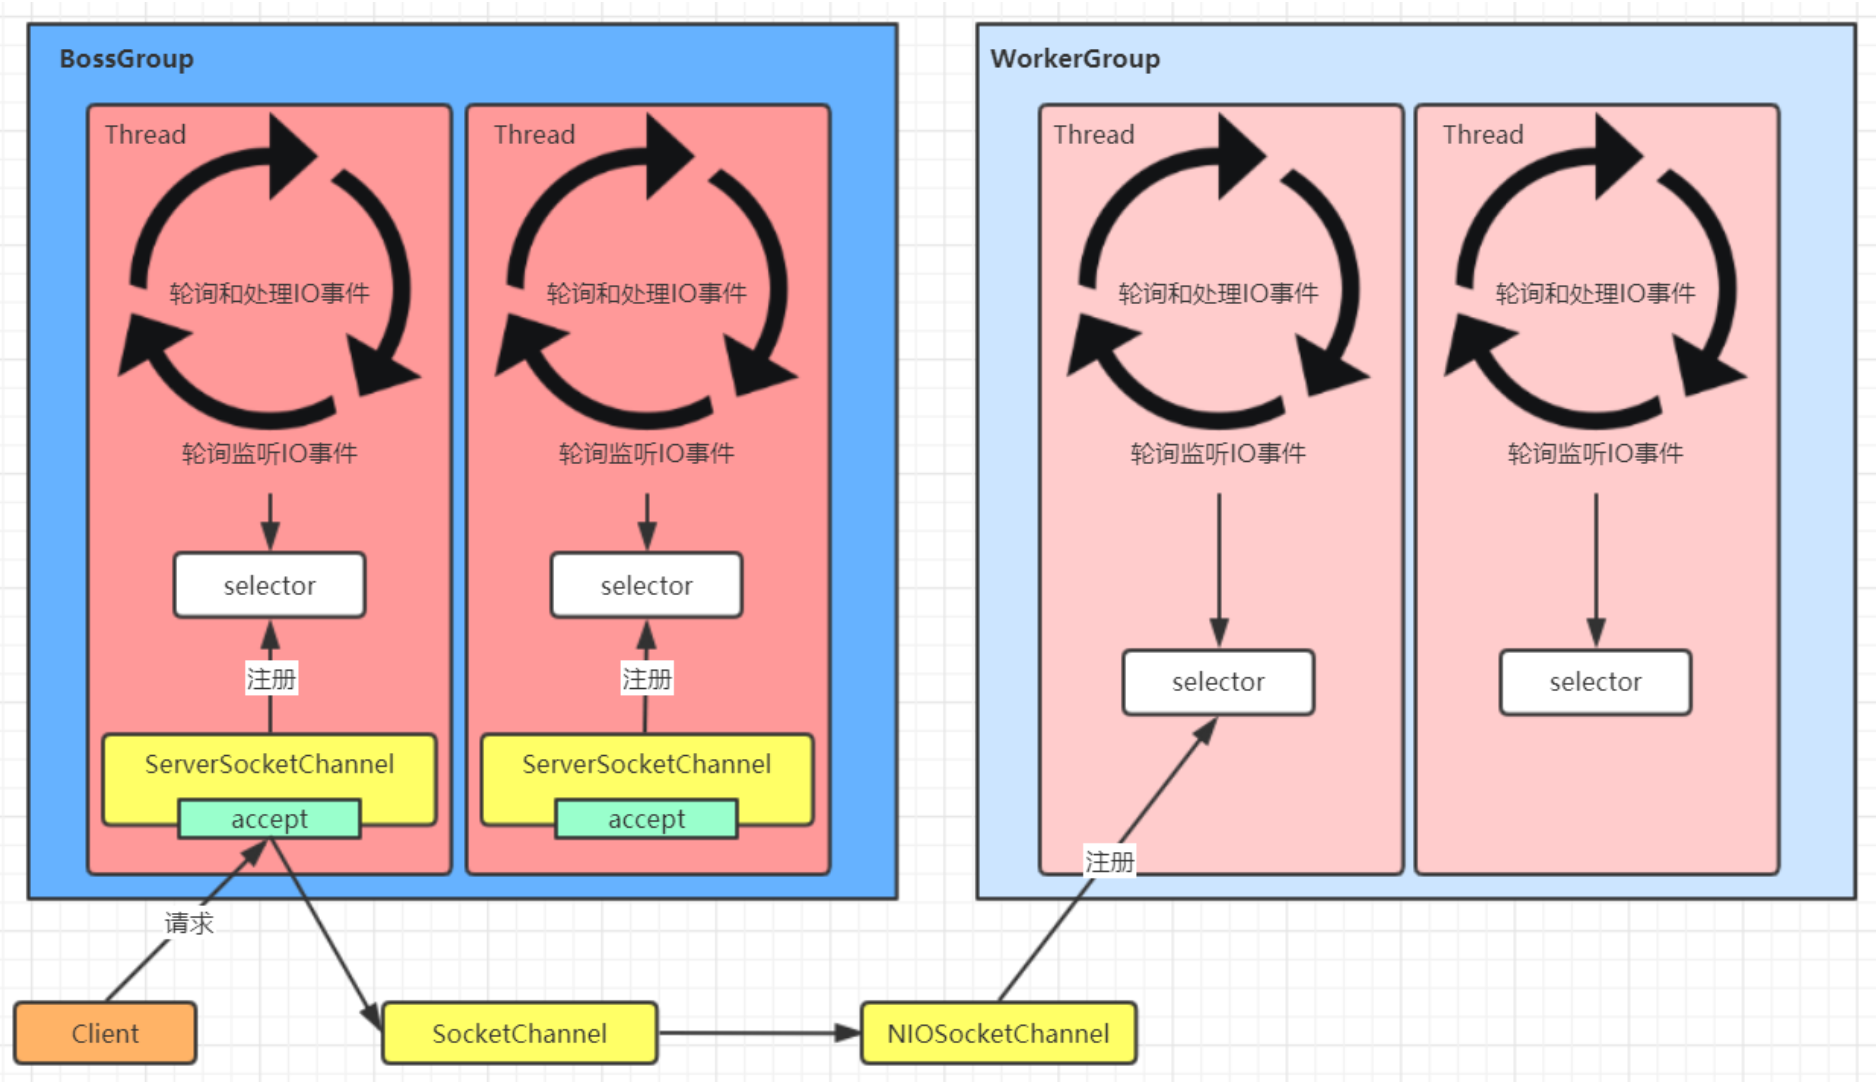 BossGroup
Thread
轮询和处理IO事件
轮询监听IO事件
selector
注册
ServerSocketChannel
accept
Thread
轮询和处理IO事件
轮询监听IO事件
selector
注册
ServerSocketChannel
accept
WorkerGroup
Thread
轮询和处理IO事件
轮询监听IO事件
selector
注册
Thread
轮询和处理IO事件
轮询监听IO事件
selector
请求
Client
SocketChannel
NIOSocketChannel